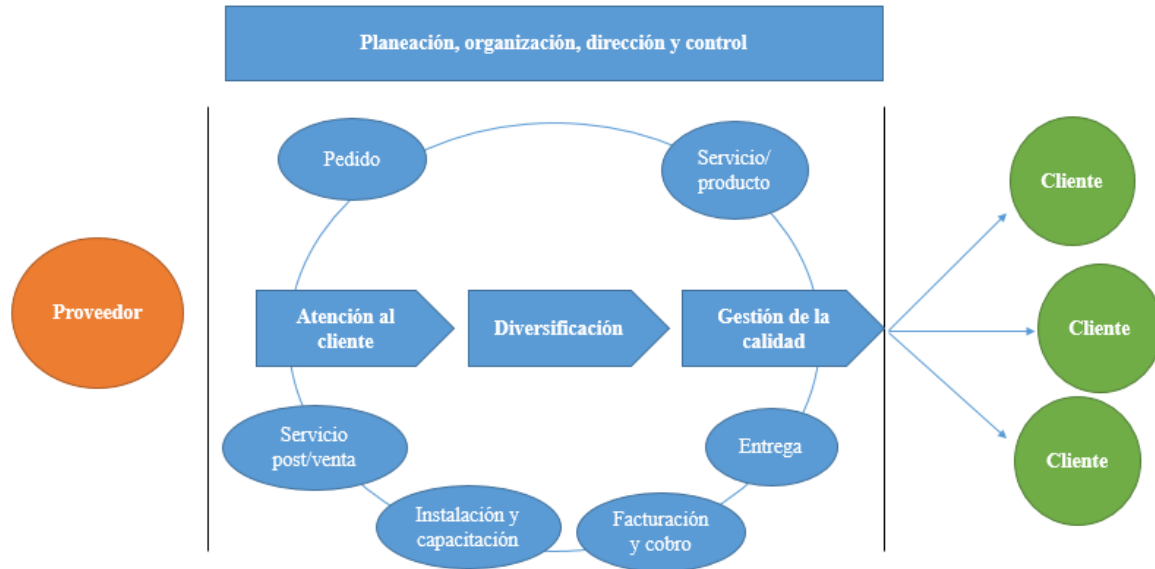 Planeación, organización, dirección y control
Pedido
Servicio/
producto
Cliente
Proveedor
Atención al
cliente
Diversificación
Gestión de la
calidad
Cliente
Servicio
post/venta
Entrega
Cliente
Instalación y
capacitación
Facturación
y cobro